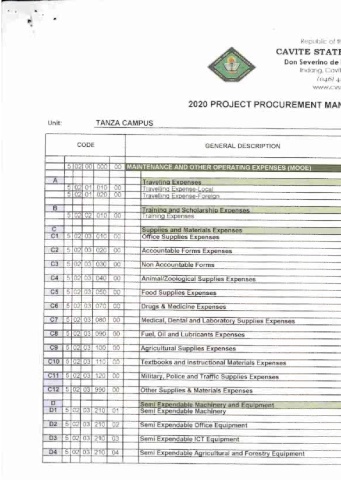 Republic of t
CAVITE STAT
Don Severino de
Indang, Cavit
(046) 4
www.cvs
2020 PROJECT PROCUREMENT MAN
Unit: TANZA CAMPUS
CODE GENERAL DESCRIPTION
5 02 00 000 00 MAINTENANCE AND OTHER OPERATING EXPENSES (MOOE)
A Traveling Expenses
5 02 01 010 00 Traveling Expense-Local
5 02 01 020 00 Traveling Expense-Foreign
B Training and Scholarship Expenses
5 02 02 010 00 Training Expenses
C Supplies and Materials Expenses
C1 5 02 03 010 00 Office Supplies Expenses
C2 5 02 03 020 00 Accountable Forms Expenses
C3 5 02 03 030 00 Non Accountable Forms
C4 5 02 03 040 00 Animal/Zoological Supplies Expenses
C5 5 02 03 050 00 Food Supplies Expenses
C6 5 02 03 070 00 Drugs & Medicine Expenses
C7 5 02 03 080 00 Medical, Dental and Laboratory Supplies Expenses
C8 5 02 03 090 00 Fuel, Oil and Lubricants Expenses
C9 5 02 03 100 00 Agricultural Supplies Expenses
C10 5 02 03 110 00 Textbooks and Instructional Materials Expenses
C11 5 02 03 120 00 Military, Police and Traffic Supplies Expenses
C12 5 02 03 990 00 Other Supplies & Materials Expenses
D Semi Expendable Machinery and Equipment
D1 5 02 03 210 01 Semi Expendable Machinery
D2 5 02 03 210 02 Semi Expendable Office Equipment
D3 5 02 03 210 03 Semi Expendable ICT Equipment
D4 5 02 03 210 04 Semi Expendable Agricultural and Forestry Equipment